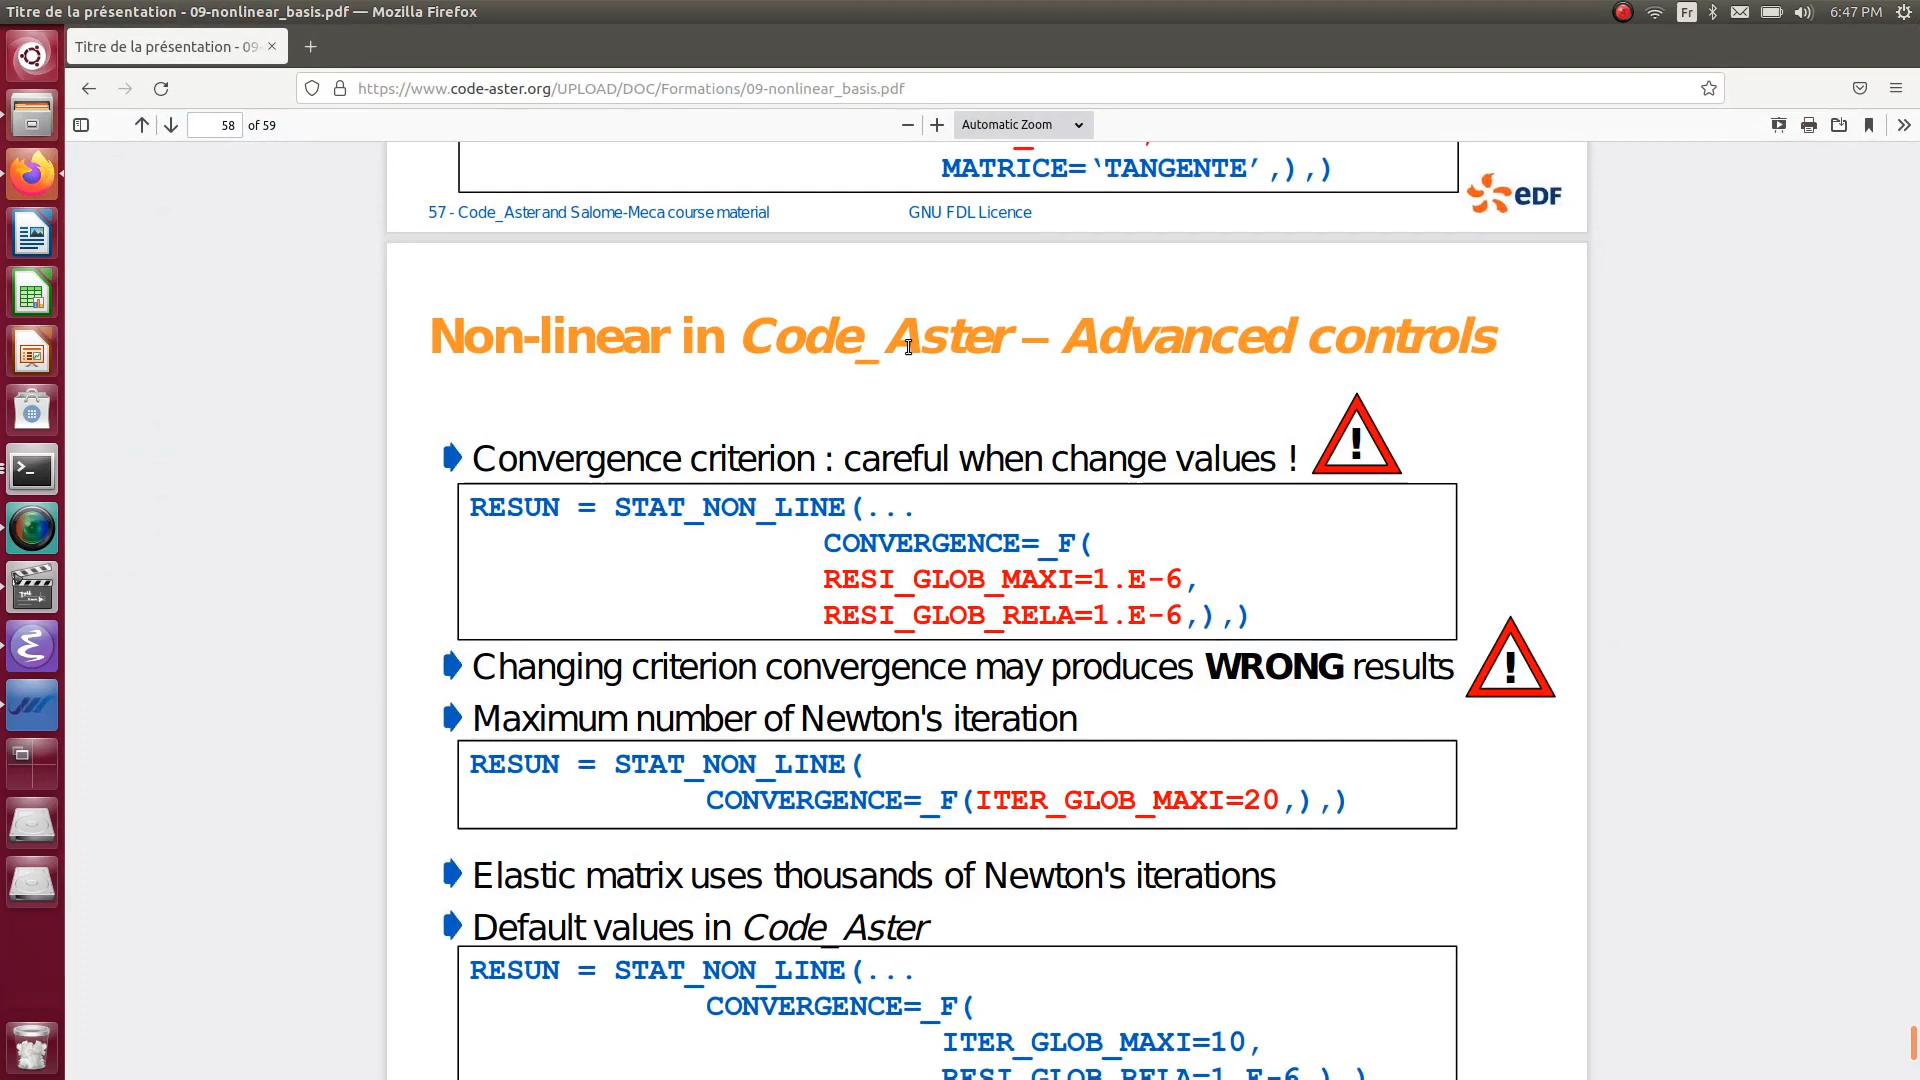 Titre de la présentation - 09-nonlinear_basis.pdf — Mozilla Firefox
Fr
6:47 PM
Titre de la présentation - 09-
https://www.code-aster.org/UPLOAD/DOC/Formations/09-nonlinear_basis.pdf
58 of 59
Automatic Zoom
MATRICE=‘TANGENTE’,),)
57 - Code_Aster and Salome-Meca course material
GNU FDL Licence
eDF
Non-linear in Code_Aster – Advanced controls
Convergence criterion : careful when change values !
!
RESUN = STAT_NON_LINE(...
CONVERGENCE=_F(
RESI_GLOB_MAXI=1.E-6,
RESI_GLOB_RELA=1.E-6,),)
Changing criterion convergence may produces WRONG results
!
Maximum number of Newton's iteration
RESUN = STAT_NON_LINE(
CONVERGENCE=_F(ITER_GLOB_MAXI=20,),)
Elastic matrix uses thousands of Newton's iterations
Default values in Code_Aster
RESUN = STAT_NON_LINE(...
CONVERGENCE=_F(
ITER_GLOB_MAXI=10,
RESI_GLOB_RELA=1.E-6,),)